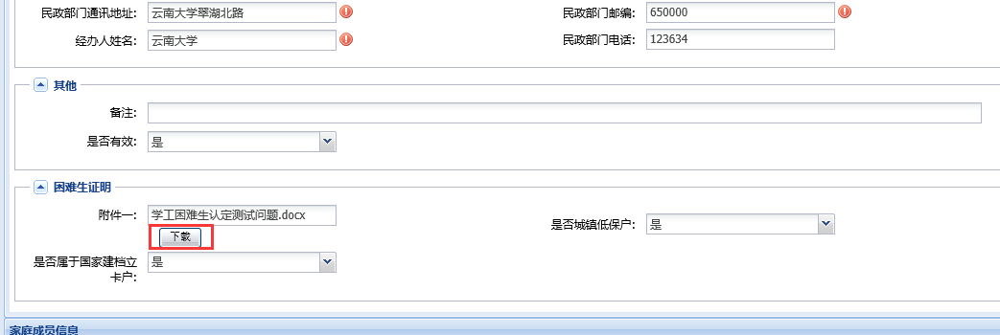 民政部门通讯地址: 云南大学翠湖北路 民政部门邮编: 650000
经办人姓名: 云南大学 民政部门电话: 123634
其他
备注:
是否有效: 是
困难生证明
附件一: 学工困难生认定测试问题.docx 是否城镇低保户: 是
下载
是否属于国家建档立 是
卡户:
家庭成员信息